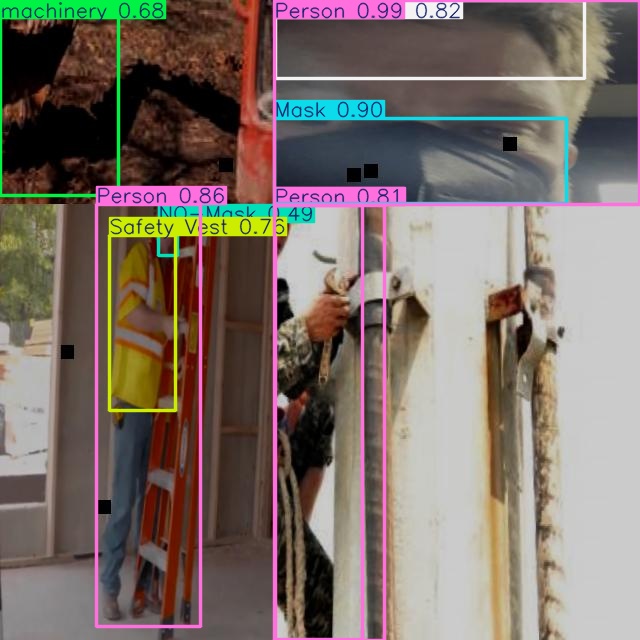 machinery 0.68
Person 0.99 0.82
Mask 0.90
Person 0.86
Person 0.81
NO-Mask 0.49
Safety Vest 0.76